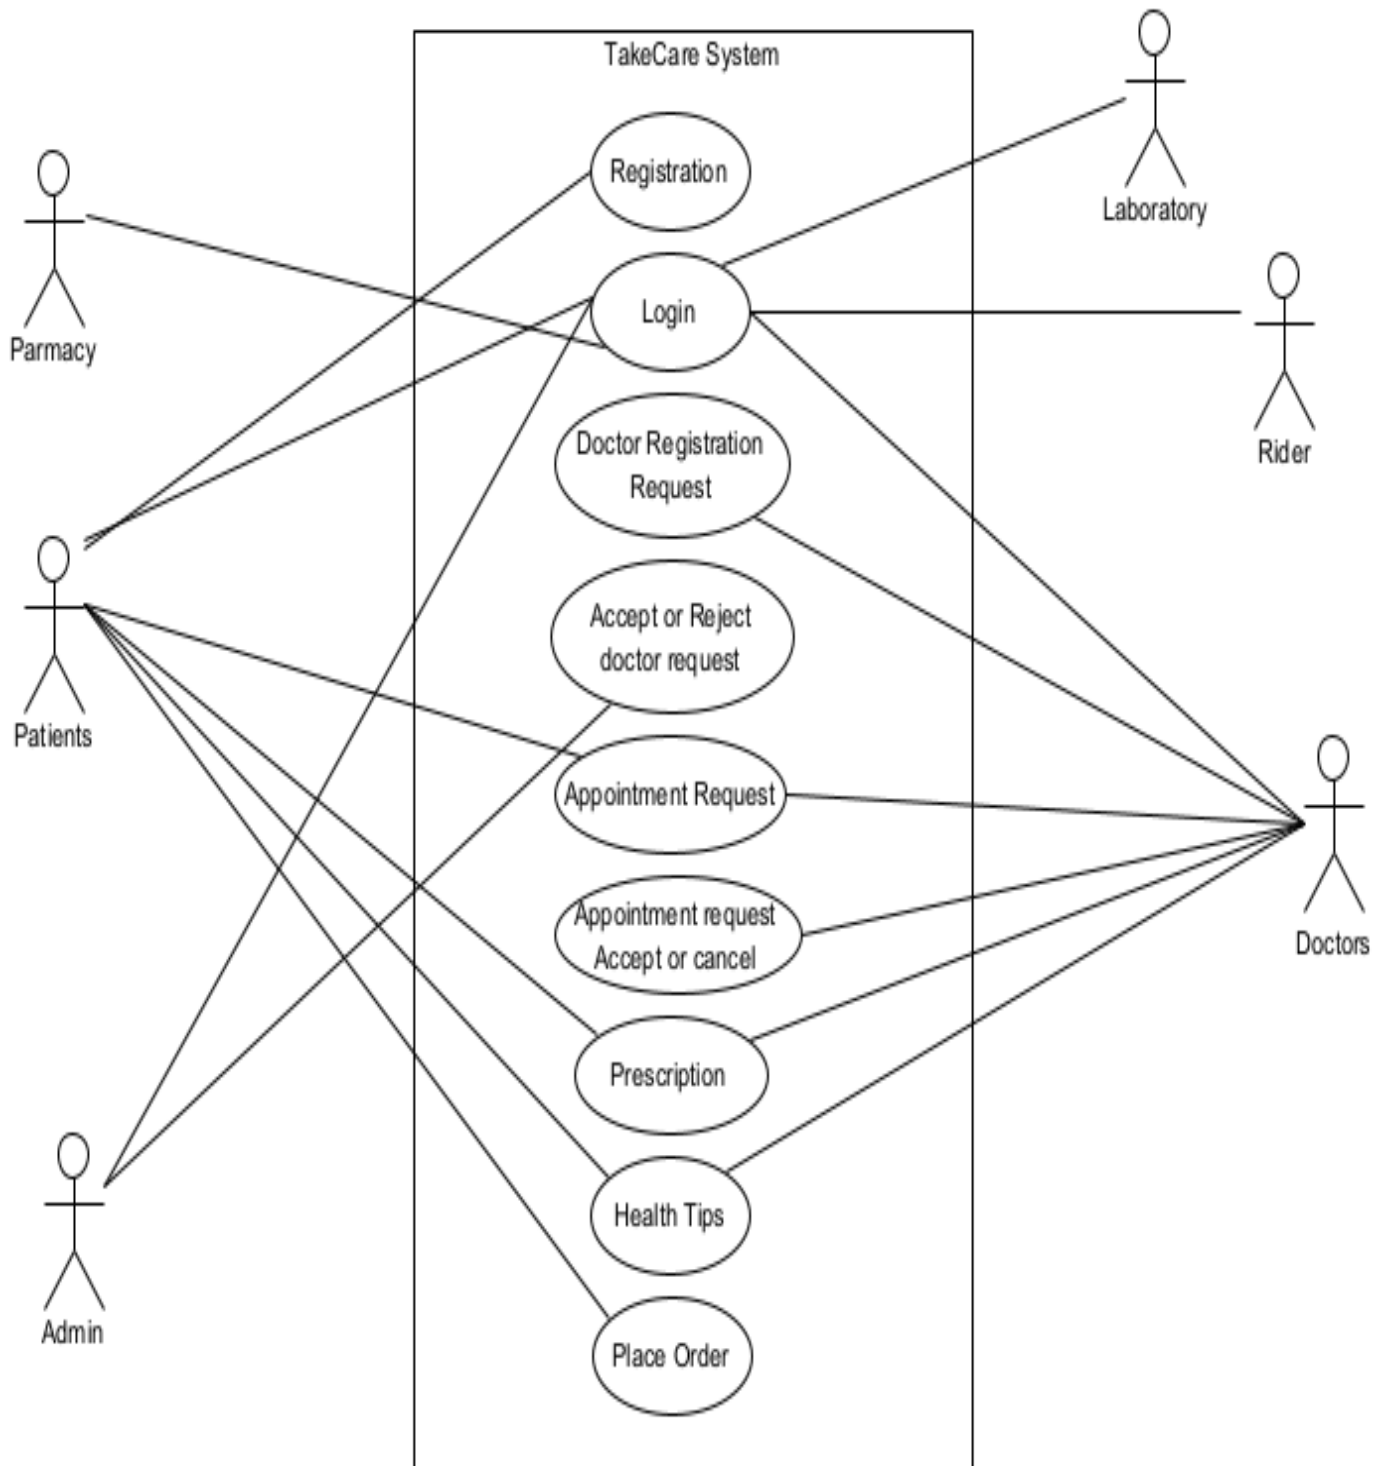 TakeCare System
Registration
Laboratory
Login
Parmacy
Doctor Registration
Request
Rider
Accept or Reject
doctor request
Patients
Appointment Request
Appointment request
Accept or cancel
Doctors
Prescription
Health Tips
Admin
Place Order